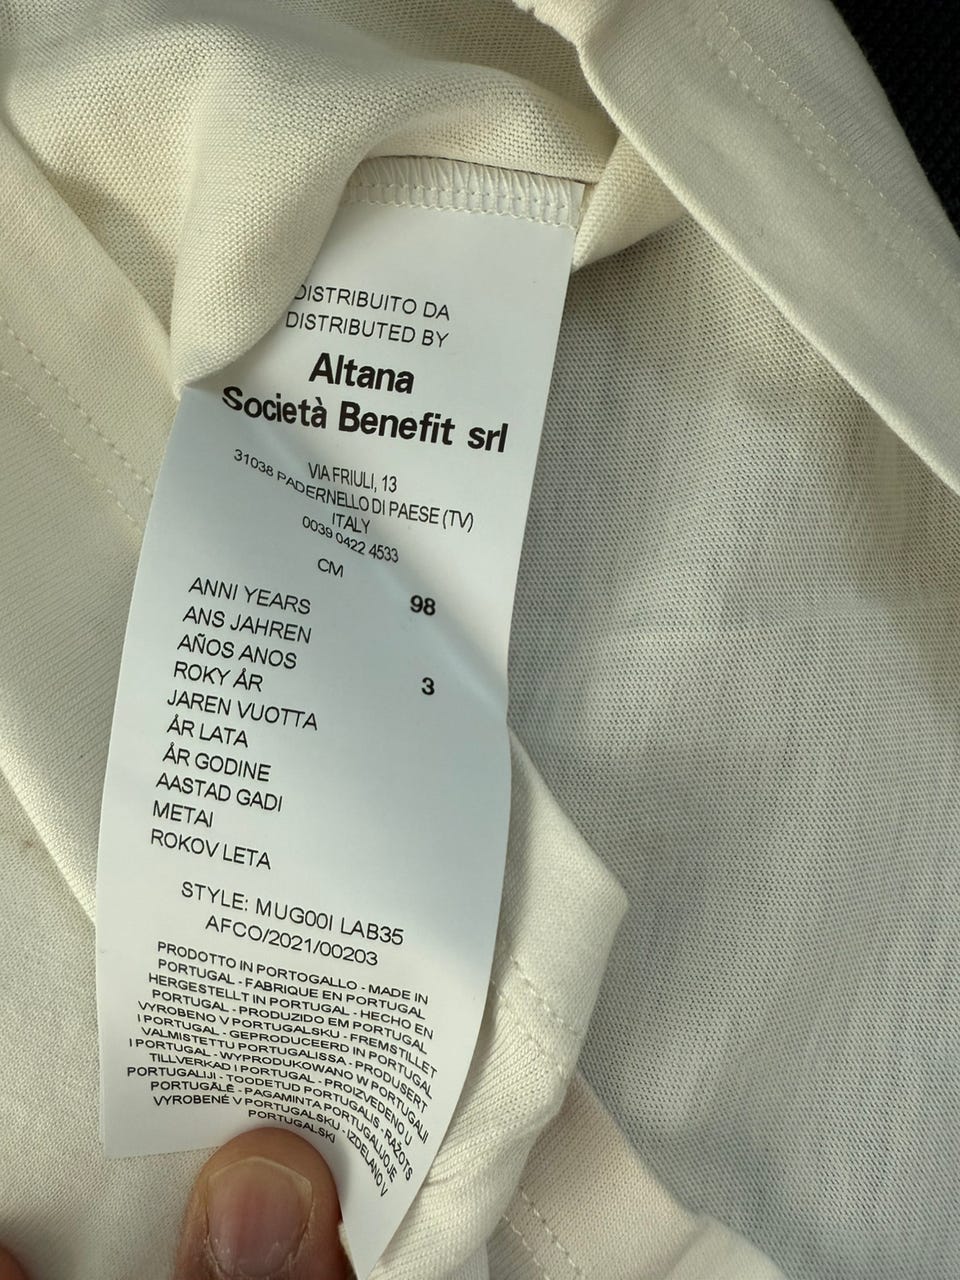 DISTRIBUITO DA
DISTRIBUTED BY
Altana
Società Benefit srl
VIA FRIULI, 13
31038 PADERNELLO DI PAESE (TV)
ITALY
0039 0422 4533
CM 98
ANNI YEARS
ANS JAHREN
AÑOS ANOS
ROKY ÅR 3
JAREN VUOTTA
ÅR LATA
ÅR GODINE
AASTAD GADI
METAI
ROKOV LETA
STYLE: MUG00I LAB35
AFCO/2021/00203
PRODOTTO IN PORTOGALLO - MADE IN
PORTUGAL - FABRIQUE EN PORTUGAL
HERGESTELLT IN PORTUGAL - HECHO EN
PORTUGAL - PRODUZIDO EM PORTUGAL
VYROBENO V PORTUGALSKU - FREMSTILLET
I PORTUGAL - GEPRODUCEERD IN PORTUGAL
VALMISTETTU PORTUGALISSA - PRODUSERT
I PORTUGAL - WYPRODUKOWANO W PORTUGALII
TILLVERKAD I PORTUGAL - PROIZVEDENO U
PORTUGALIJI - TOODETUD PORTUGALIS - RAŽOTS
PORTUGĀLĒ - PAGAMINTA PORTUGALIJOJE
VYROBENÉ V PORTUGALSKU - IZDELANO V
PORTUGALSKI